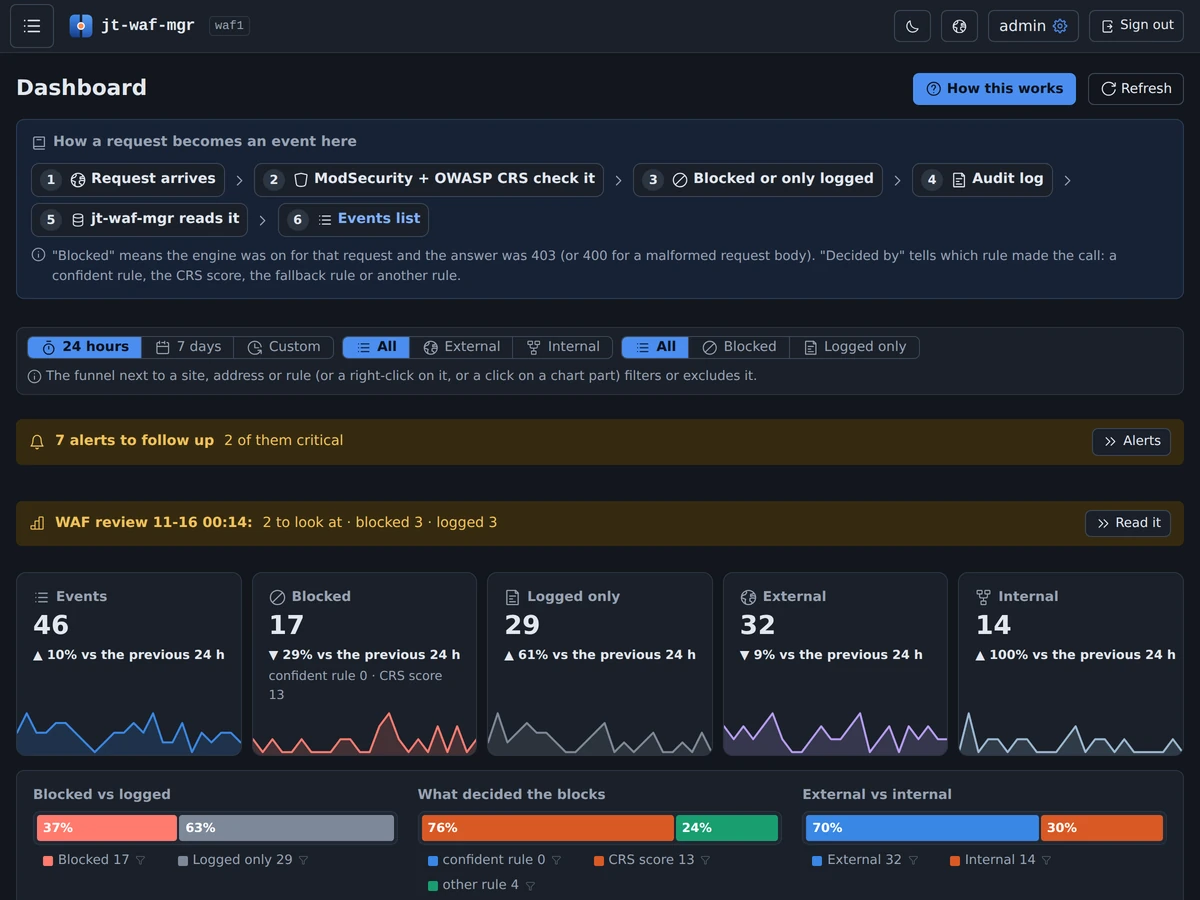 jt-waf-mgr waf1 admin Sign out
Dashboard How this works Refresh
How a request becomes an event here
1 Request arrives 2 ModSecurity + OWASP CRS check it 3 Blocked or only logged 4 Audit log
5 jt-waf-mgr reads it 6 Events list
"Blocked" means the engine was on for that request and the answer was 403 (or 400 for a malformed request body). "Decided by" tells which rule made the call: a
confident rule, the CRS score, the fallback rule or another rule.
24 hours 7 days Custom All External Internal All Blocked Logged only
The funnel next to a site, address or rule (or a right-click on it, or a click on a chart part) filters or excludes it.
7 alerts to follow up 2 of them critical Alerts
WAF review 11-16 00:14: 2 to look at · blocked 3 · logged 3 Read it
Events Blocked Logged only External Internal
46 17 29 32 14
▲ 10% vs the previous 24 h ▼ 29% vs the previous 24 h ▲ 61% vs the previous 24 h ▼ 9% vs the previous 24 h ▲ 100% vs the previous 24 h
confident rule 0 · CRS score
13
Blocked vs logged What decided the blocks External vs internal
37% 63% 76% 24% 70% 30%
Blocked 17 Logged only 29 confident rule 0 CRS score 13 External 32 Internal 14
other rule 4